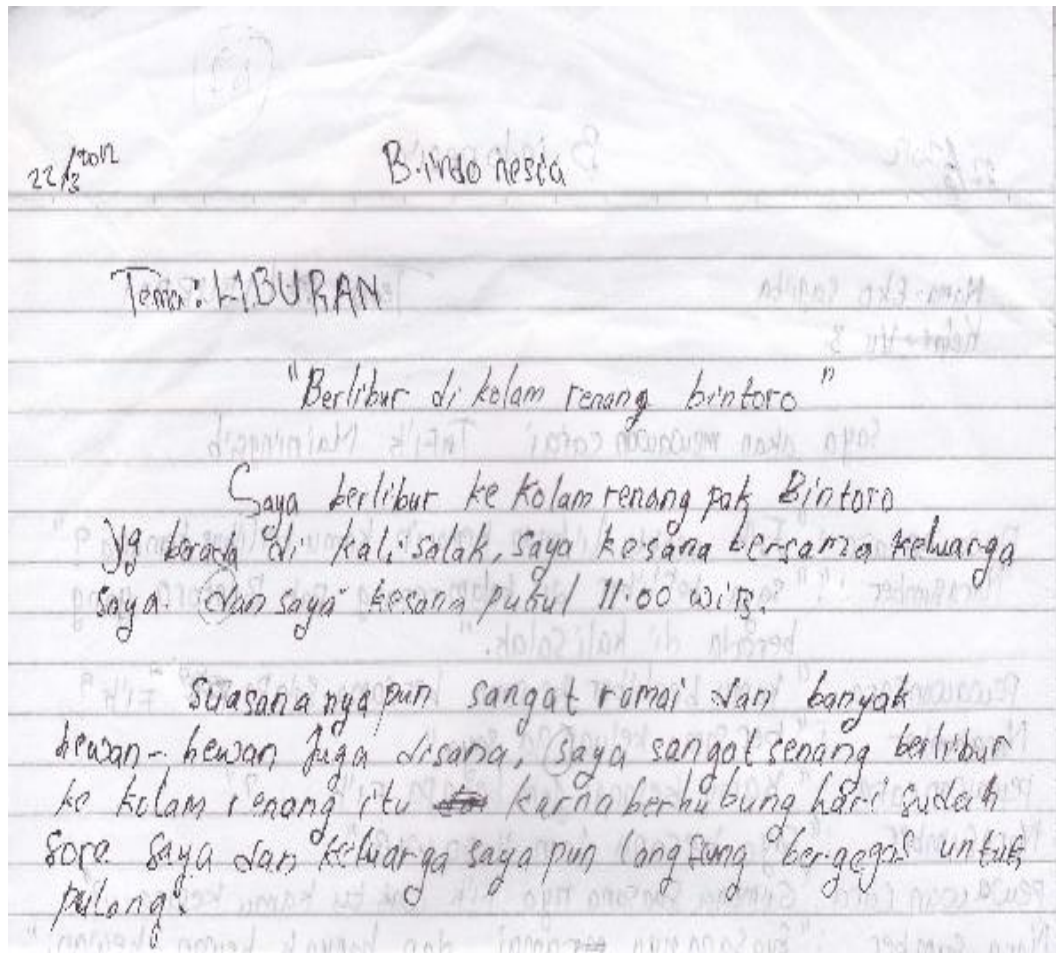 22/3 2012
B. indonesia
Tema: LIBURAN
"Berlibur di kolam renang bintoro"
Saya berlibur ke kolam renang pak Bintoro
yg berada di kali salak, saya kesana bersama keluarga
saya. dan saya kesana pukul 11.00 wib.
Suasana nya pun sangat ramai dan banyak
hewan-hewan juga disana, saya sangat senang berlibur
ke kolam renang itu karna berhubung hari sudah
sore saya dan keluarga saya pun langsung bergegas untuk
pulang.